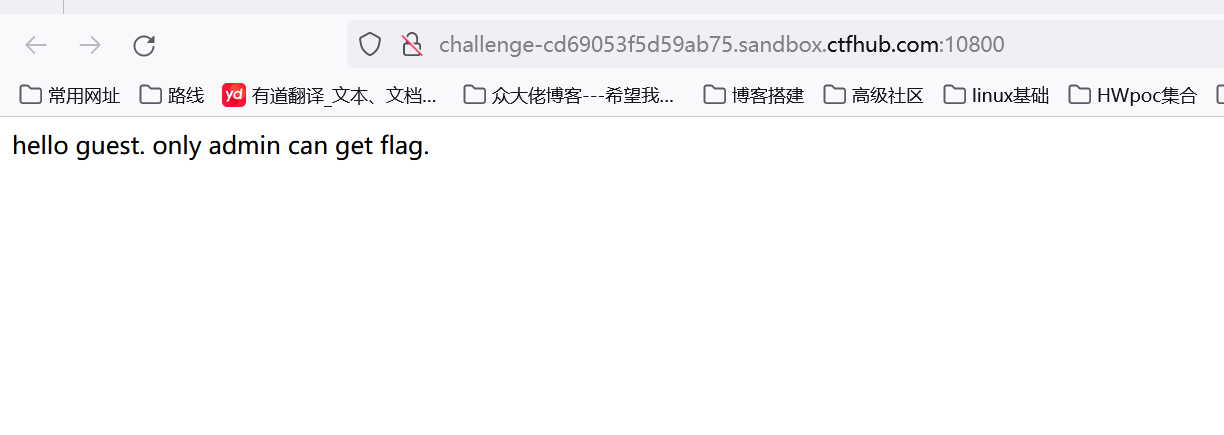 challenge-cd69053f5d59ab75.sandbox.ctfhub.com:10800
常用网址 路线 yd 有道翻译_文本、文档... 众大佬博客---希望我... 博客搭建 高级社区 linux基础 HWpoc集合
hello guest. only admin can get flag.